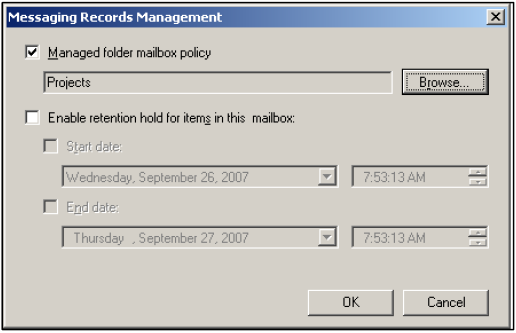 Messaging Records Management
Managed folder mailbox policy
Projects
Browse...
Enable retention hold for items in this mailbox:
Start date:
Wednesday, September 26, 2007 7:53:13 AM
End date:
Thursday , September 27, 2007 7:53:13 AM
OK Cancel